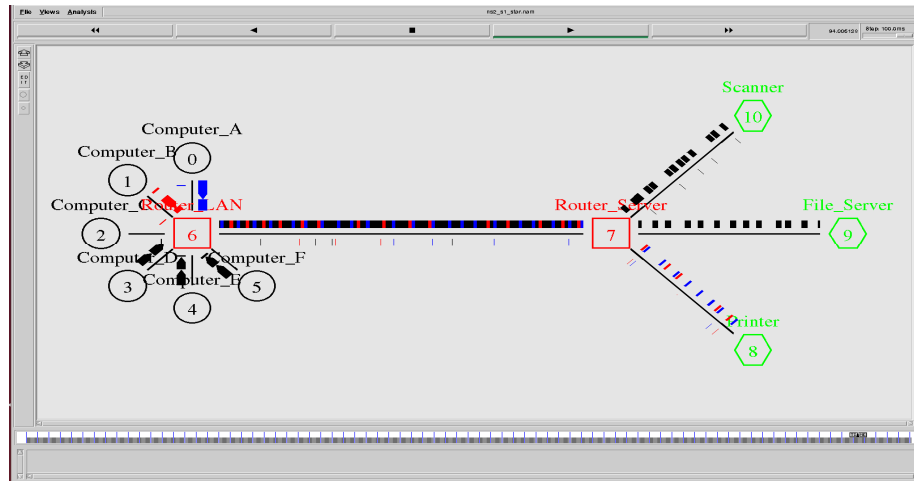 File Views Analysis
ns2_s1_star.nam
94.005120
Step: 100.0ms
Scanner
10
Computer_A
0
Computer_B
1
Computer_C
2
Router_LAN
6
Router_Server
7
File_Server
9
Computer_D
3
Computer_E
4
Computer_F
5
Printer
8